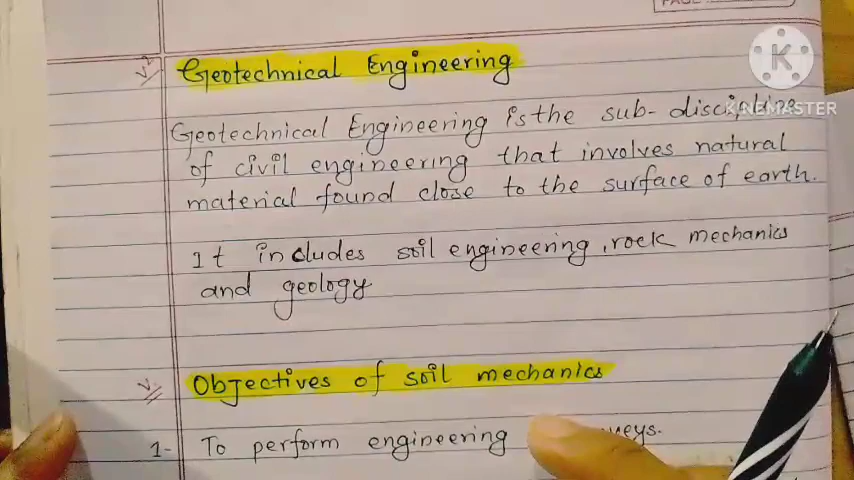 Geotechnical Engineering
KINEMASTER
Geotechnical Engineering is the sub-discipline
of civil engineering that involves natural
material found close to the surface of earth.
It includes soil engineering, rock mechanics
and geology
Objectives of soil mechanics
1- To perform engineering